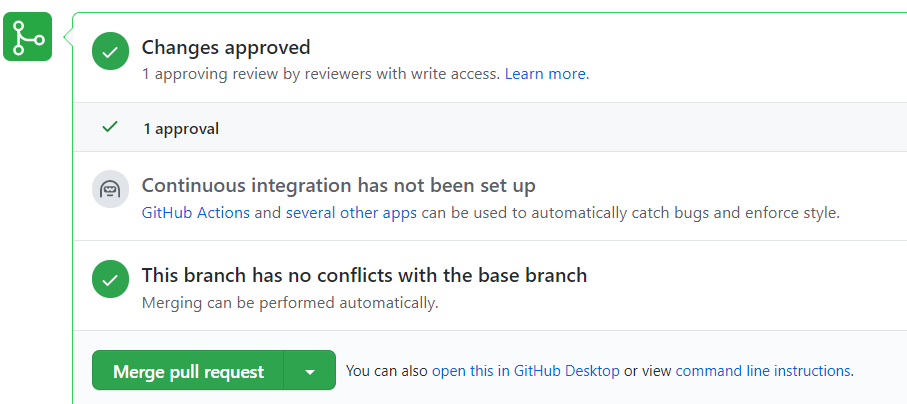 Changes approved
1 approving review by reviewers with write access. Learn more.
1 approval
Continuous integration has not been set up
GitHub Actions and several other apps can be used to automatically catch bugs and enforce style.
This branch has no conflicts with the base branch
Merging can be performed automatically.
Merge pull request You can also open this in GitHub Desktop or view command line instructions.